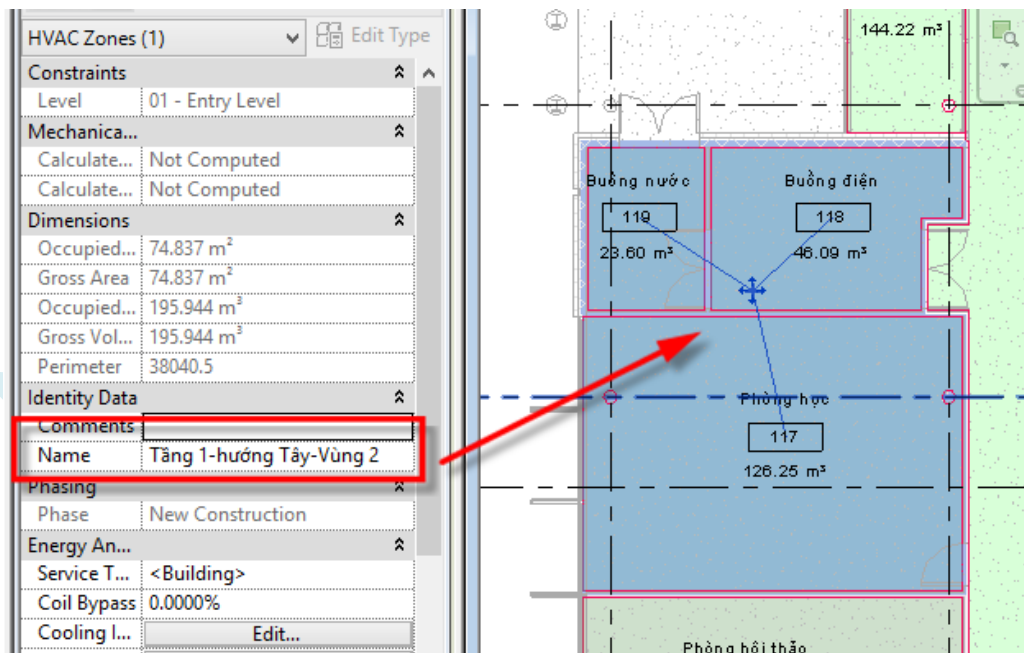 HVAC Zones (1)
Edit Type
Constraints
Level 01 - Entry Level
Mechanica...
Calculate... Not Computed
Calculate... Not Computed
Dimensions
Occupied... 74.837 m²
Gross Area 74.837 m²
Occupied... 195.944 m³
Gross Vol... 195.944 m³
Perimeter 38040.5
Identity Data
Comments
Name Tầng 1-hướng Tây-Vùng 2
Phasing
Phase New Construction
Energy An...
Service T... <Building>
Coil Bypass 0.0000%
Cooling I... Edit...
144.22 m³
Buồng nước
119
23.60 m³
Buồng điện
118
46.09 m³
Phòng học
117
126.25 m³
Phòng hội thảo